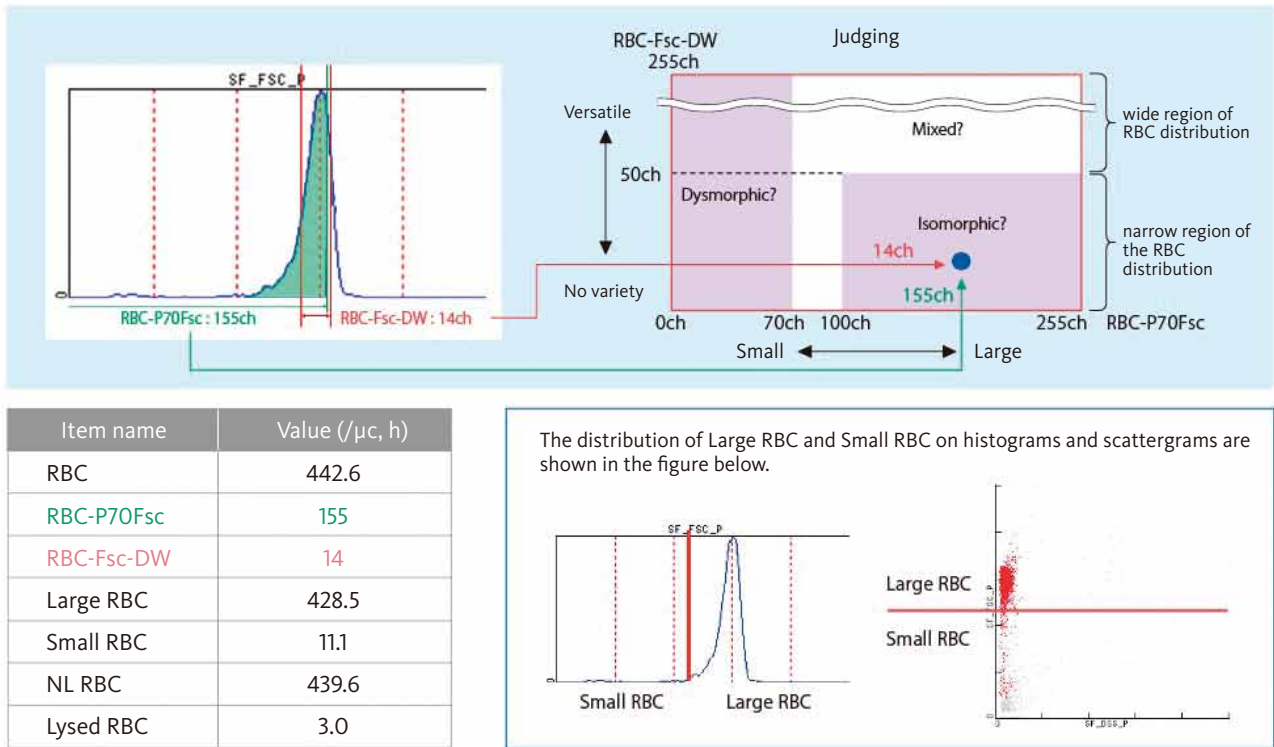 SF_FSC_P
0
RBC-P70Fsc : 155ch
RBC-Fsc-DW : 14ch
RBC-Fsc-DW
255ch
Judging
Versatile
50ch
No variety
Mixed?
Dysmorphic?
Isomorphic?
14ch
155ch
wide region of
RBC distribution
narrow region of
the RBC
distribution
0ch
70ch
100ch
255ch
RBC-P70Fsc
Small
Large
Item name
Value (/µc, h)
RBC
442.6
RBC-P70Fsc
155
RBC-Fsc-DW
14
Large RBC
428.5
Small RBC
11.1
NL RBC
439.6
Lysed RBC
3.0
The distribution of Large RBC and Small RBC on histograms and scattergrams are
shown in the figure below.
SF_FSC_P
0
Small RBC
Large RBC
Large RBC
Small RBC
SF_FSC_P
0
SF_DSS_P